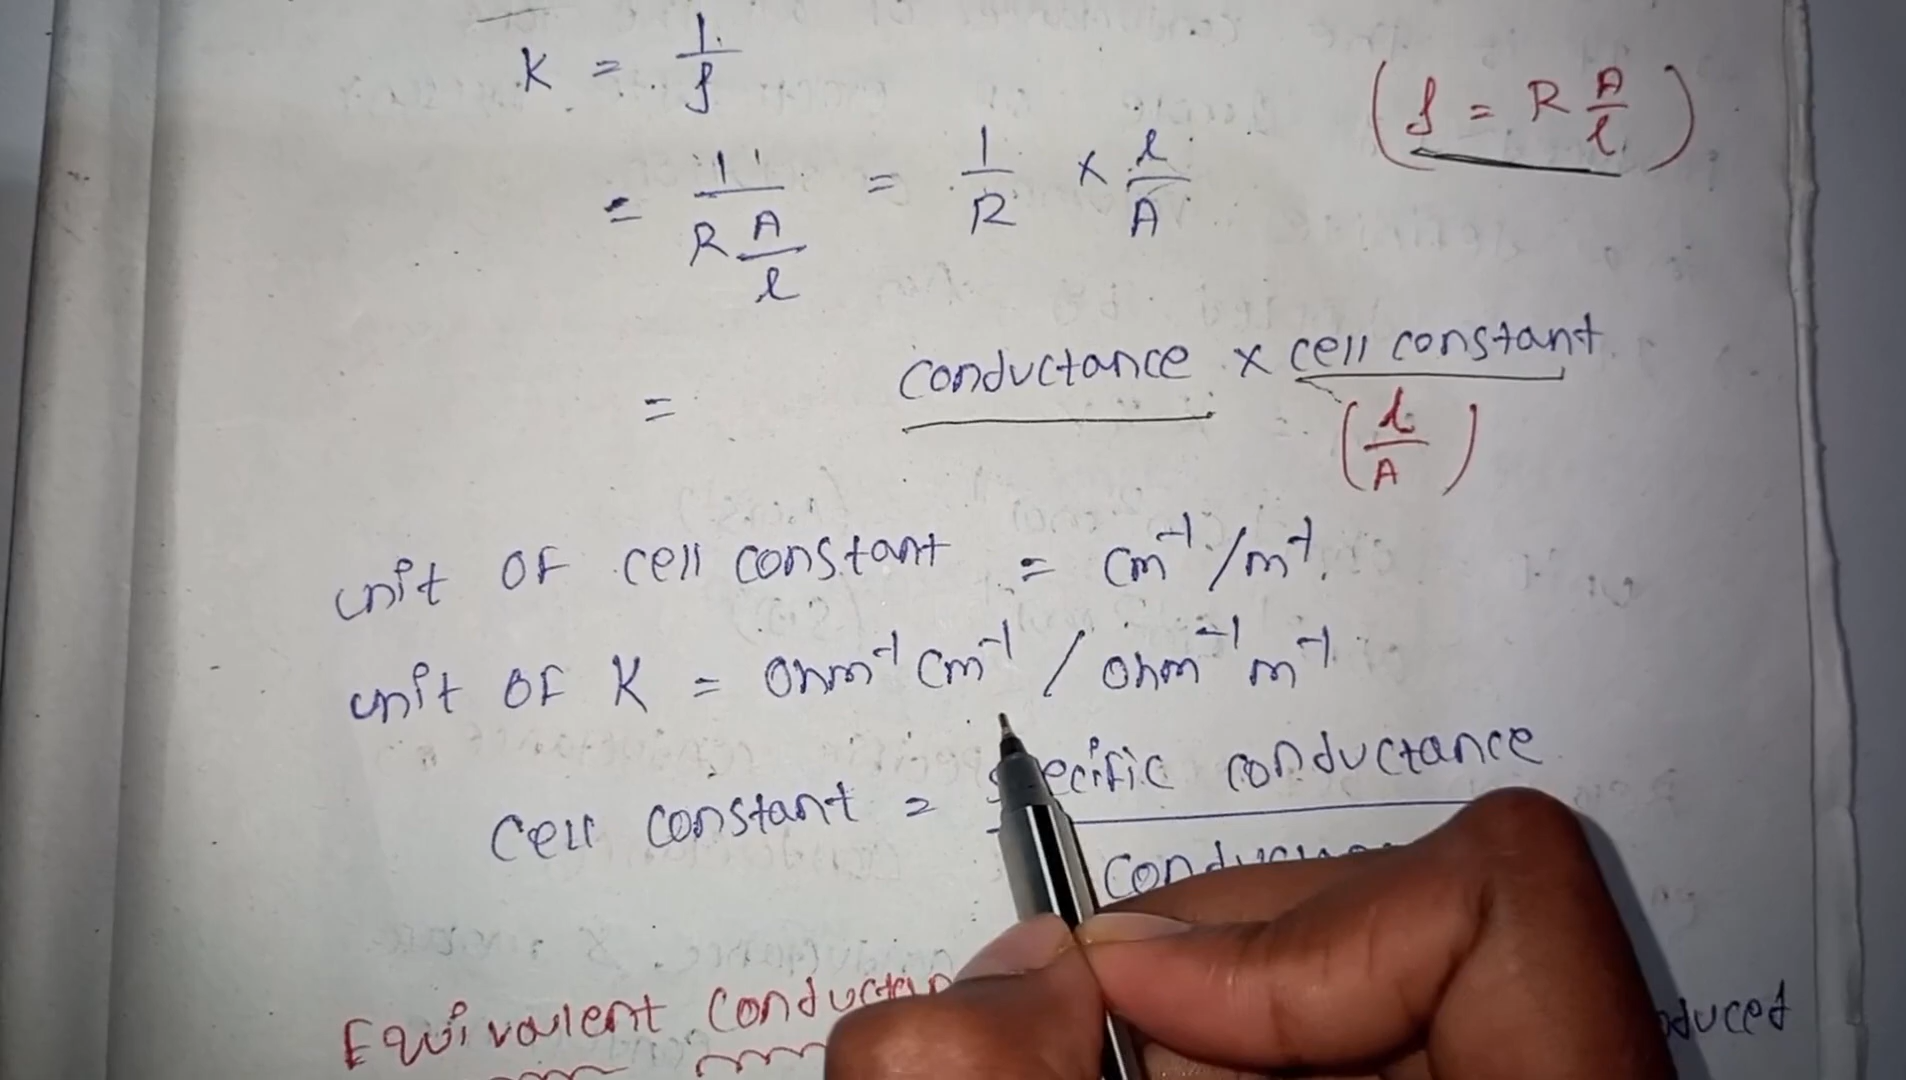 K = 1/ρ
(ρ = R A/l)
= 1/(R A/l) = 1/R × l/A
= conductance × cell constant
(l/A)
unit of cell constant = cm⁻¹/m⁻¹.
unit of K = ohm⁻¹ cm⁻¹ / ohm⁻¹ m⁻¹
cell constant = specific conductance
Equivalent